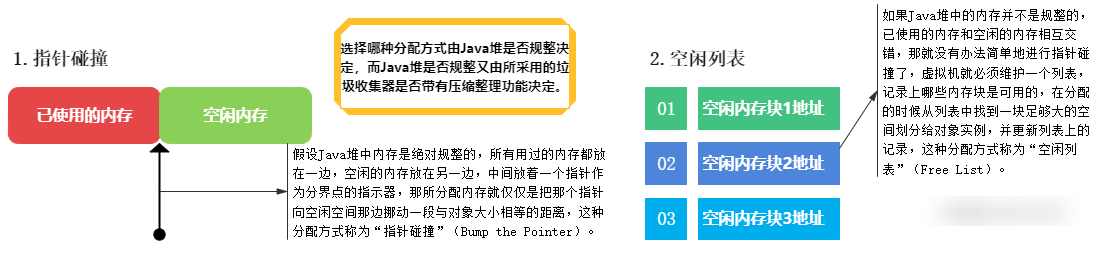 1.指针碰撞
已使用的内存
空闲内存
选择哪种分配方式由Java堆是否规整决
定，而Java堆是否规整又由所采用的垃
圾收集器是否带有压缩整理功能决定。
假设Java堆中内存是绝对规整的，所有用过的内存都放
在一边，空闲的内存放在另一边，中间放着一个指针作
为分界点的指示器，那所分配内存就仅仅是把那个指针
向空闲空间那边挪动一段与对象大小相等的距离，这种
分配方式称为“指针碰撞”（Bump the Pointer）。
2.空闲列表
01
空闲内存块1地址
02
空闲内存块2地址
03
空闲内存块3地址
如果Java堆中的内存并不是规整的，
已使用的内存和空闲的内存相互交
错，那就没有办法简单地进行指针碰
撞了，虚拟机就必须维护一个列表，
记录上哪些内存块是可用的，在分配
的时候从列表中找到一块足够大的空
间划分给对象实例，并更新列表上的
记录，这种分配方式称为“空闲列
表”（Free List）。